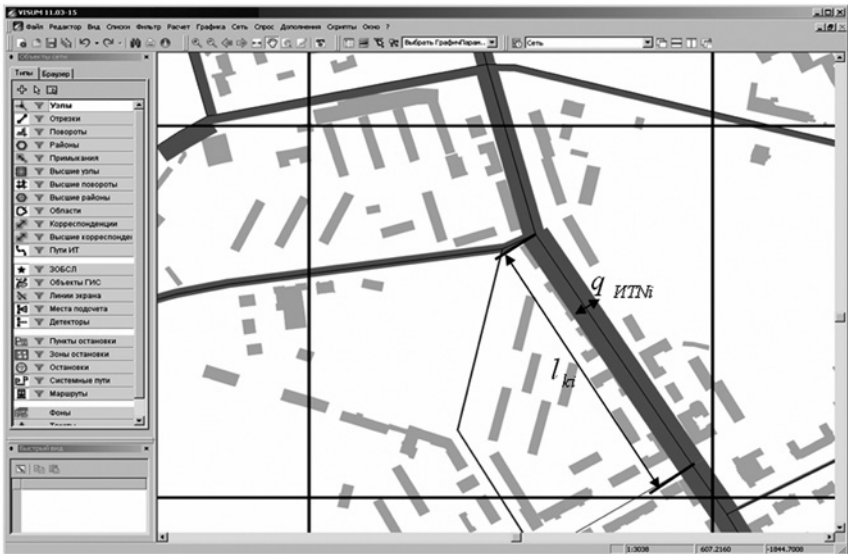 VISUM 11.03-15
Файл Редактор Вид Списки Фильтр Расчет Графика Сеть Спрос Дополнения Скрипты Окно ?
Выбрать ГрафичПарам... Сеть
Объекты сети
Типы Браузер
Узлы
Отрезки
Повороты
Районы
Примыкания
Высшие узлы
Высшие повороты
Высшие районы
Области
Корреспонденции
Высшие корреспонден
Пути ИТ
ЗОБСЛ
Объекты ГИС
Линии экрана
Места подсчета
Детекторы
Пункты остановки
Зоны остановки
Остановки
Системные пути
Маршруты
Фоны
Быстрый вид
q ИТNi
l ki
1:3038 607.2160 -1844.7008